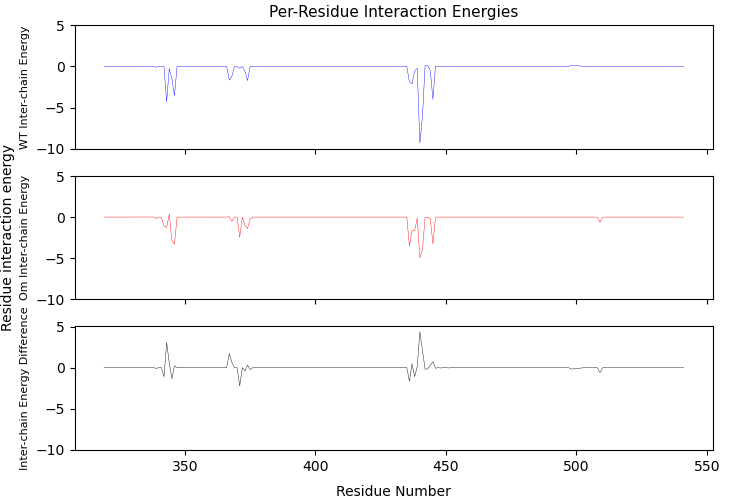 Per-Residue Interaction Energies
Residue interaction energy
WT Inter-chain Energy
5
0
−5
−10
Om Inter-chain Energy
5
0
−5
−10
Inter-chain Energy Difference
5
0
−5
−10
350
400
450
500
550
Residue Number